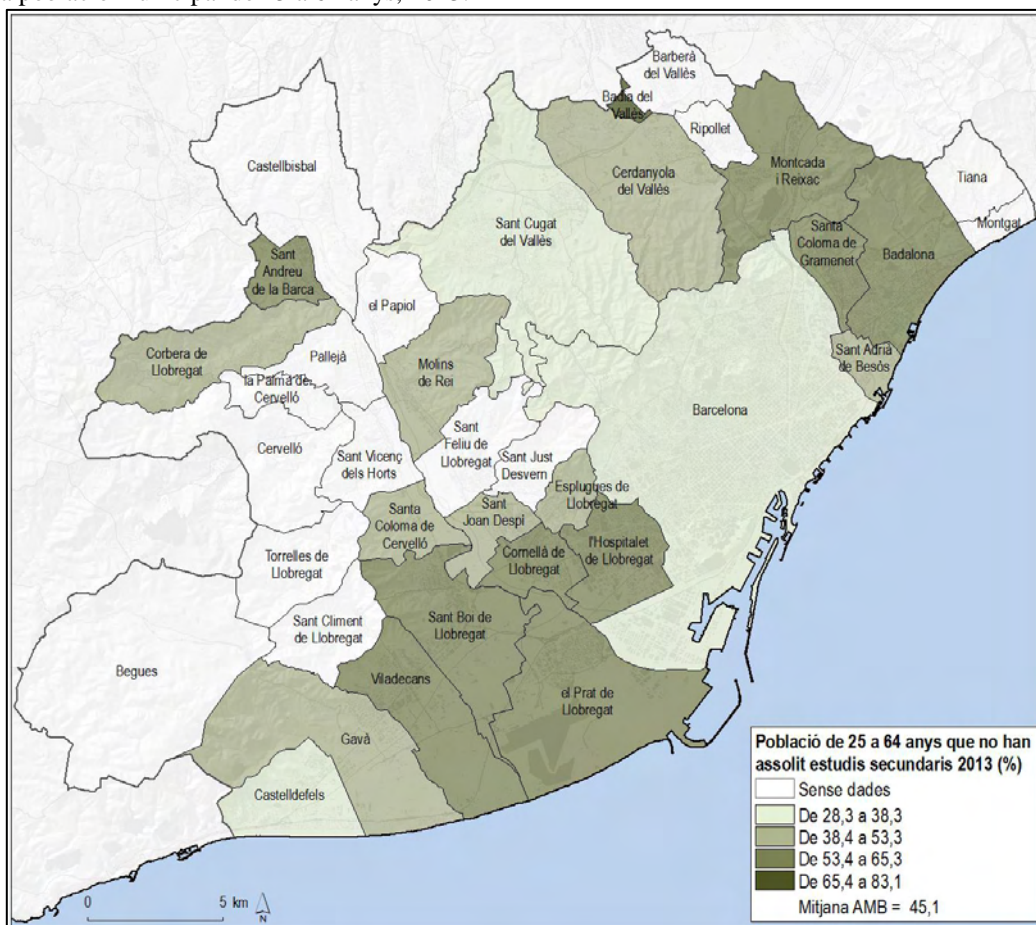 Barberà
del Vallès
Badia del
Vallès
Ripollet
Castellbisbal
Cerdanyola
del Vallès
Montcada
i Reixac
Tiana
Montgat
Sant Cugat
del Vallès
Santa
Coloma de
Gramenet
Badalona
Sant
Andreu
de la Barca
el Papiol
Corbera de
Llobregat
Pallejà
Molins
de Rei
Sant Adrià
de Besòs
la Palma de
Cervelló
Barcelona
Cervelló
Sant Vicenç
dels Horts
Sant
Feliu de
Llobregat
Sant Just
Desvern
Esplugues de
Llobregat
Santa
Coloma de
Cervelló
Sant
Joan Despí
Cornellà de
Llobregat
l'Hospitalet
de Llobregat
Torrelles de
Llobregat
Sant Climent
de Llobregat
Sant Boi de
Llobregat
Begues
Viladecans
el Prat de
Llobregat
Gavà
Castelldefels
Població de 25 a 64 anys que no han
assolit estudis secundaris 2013 (%)
Sense dades
De 28,3 a 38,3
De 38,4 a 53,3
De 53,4 a 65,3
De 65,4 a 83,1
Mitjana AMB = 45,1
0 5 km
N